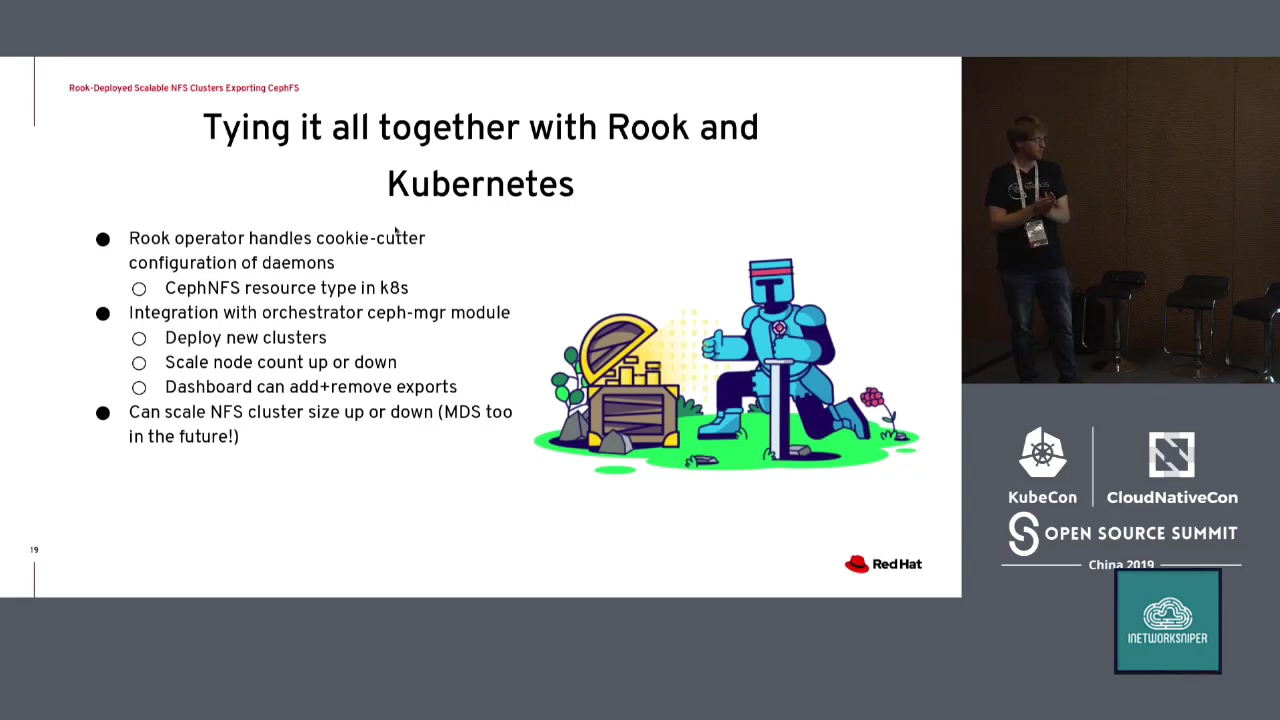 Rook-Deployed Scalable NFS Clusters Exporting CephFS
Tying it all together with Rook and
Kubernetes
● Rook operator handles cookie-cutter
configuration of daemons
○ CephNFS resource type in k8s
● Integration with orchestrator ceph-mgr module
○ Deploy new clusters
○ Scale node count up or down
○ Dashboard can add+remove exports
● Can scale NFS cluster size up or down (MDS too
in the future!)
19
Red Hat
KubeCon
CloudNativeCon
OPEN SOURCE SUMMIT
China 2019
INETWORKSNIPER